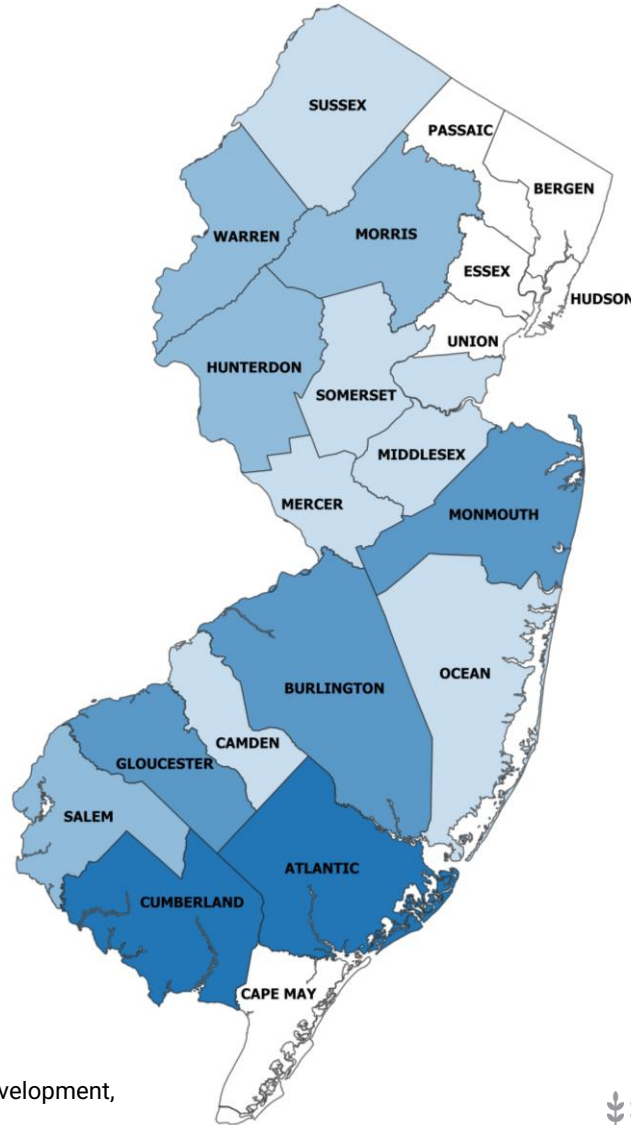 SUSSEX
PASSAIC
BERGEN
WARREN
MORRIS
ESSEX
HUDSON
UNION
HUNTERDON
SOMERSET
MIDDLESEX
MERCER
MONMOUTH
OCEAN
BURLINGTON
CAMDEN
GLOUCESTER
SALEM
ATLANTIC
CUMBERLAND
CAPE MAY
velopment,